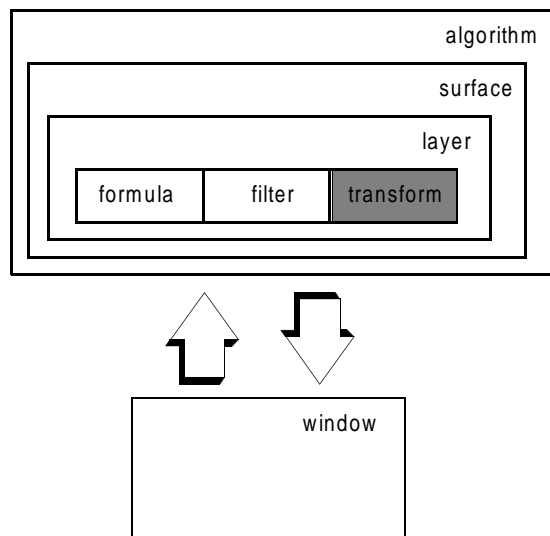 algorithm
surface
layer
formula filter transform
window